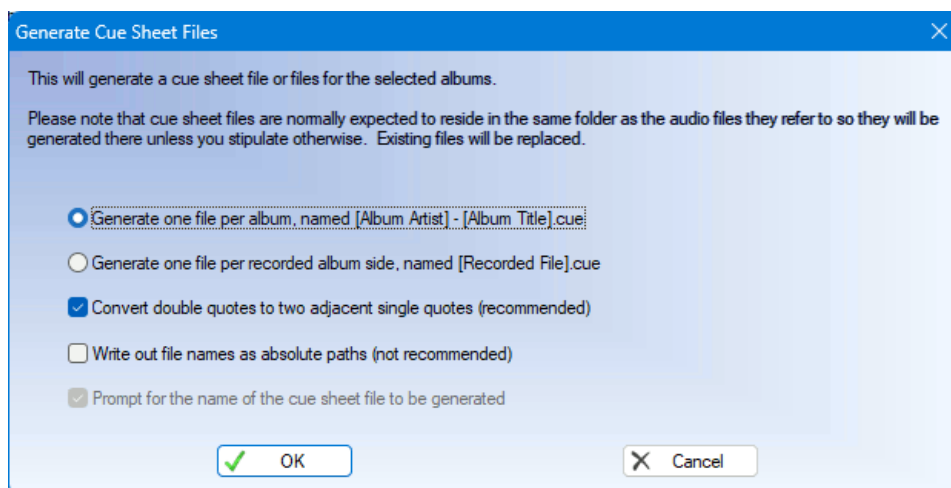 Generate Cue Sheet Files
This will generate a cue sheet file or files for the selected albums.
Please note that cue sheet files are normally expected to reside in the same folder as the audio files they refer to so they will be
generated there unless you stipulate otherwise.  Existing files will be replaced.
Generate one file per album, named [Album Artist] - [Album Title].cue
Generate one file per recorded album side, named [Recorded File].cue
Convert double quotes to two adjacent single quotes (recommended)
Write out file names as absolute paths (not recommended)
Prompt for the name of the cue sheet file to be generated
OK
Cancel